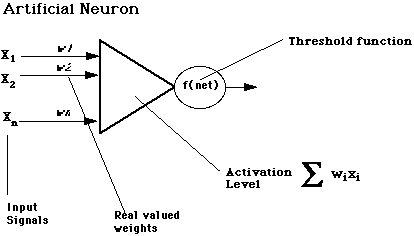 Artificial Neuron
X1 w1
Threshold function
X2 w2
f(net)
Xn wn
Activation Level ∑ wixi
Input Signals
Real valued weights